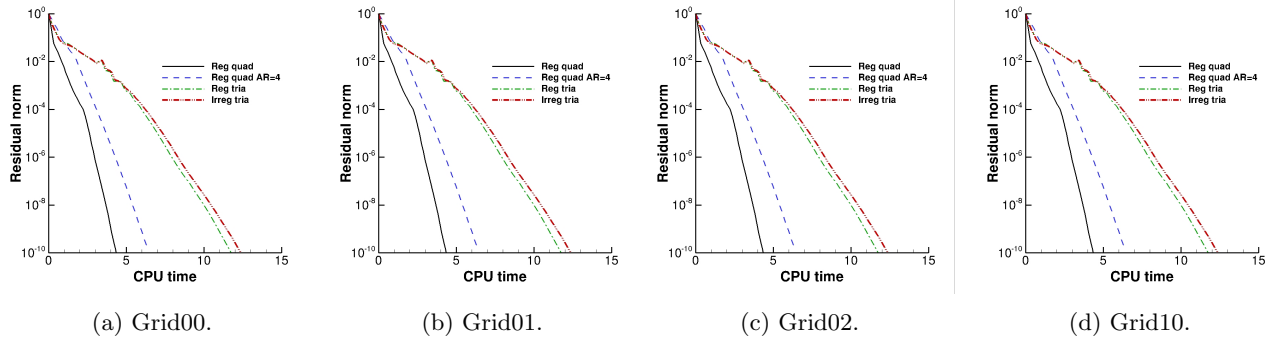 Residual norm
10^0
10^-2
10^-4
10^-6
10^-8
10^-10
Reg quad
Reg quad AR=4
Reg tria
Irreg tria
0 5 10 15
CPU time
(a) Grid00.
Residual norm
10^0
10^-2
10^-4
10^-6
10^-8
10^-10
Reg quad
Reg quad AR=4
Reg tria
Irreg tria
0 5 10 15
CPU time
(b) Grid01.
Residual norm
10^0
10^-2
10^-4
10^-6
10^-8
10^-10
Reg quad
Reg quad AR=4
Reg tria
Irreg tria
0 5 10 15
CPU time
(c) Grid02.
Residual norm
10^0
10^-2
10^-4
10^-6
10^-8
10^-10
Reg quad
Reg quad AR=4
Reg tria
Irreg tria
0 5 10 15
CPU time
(d) Grid10.